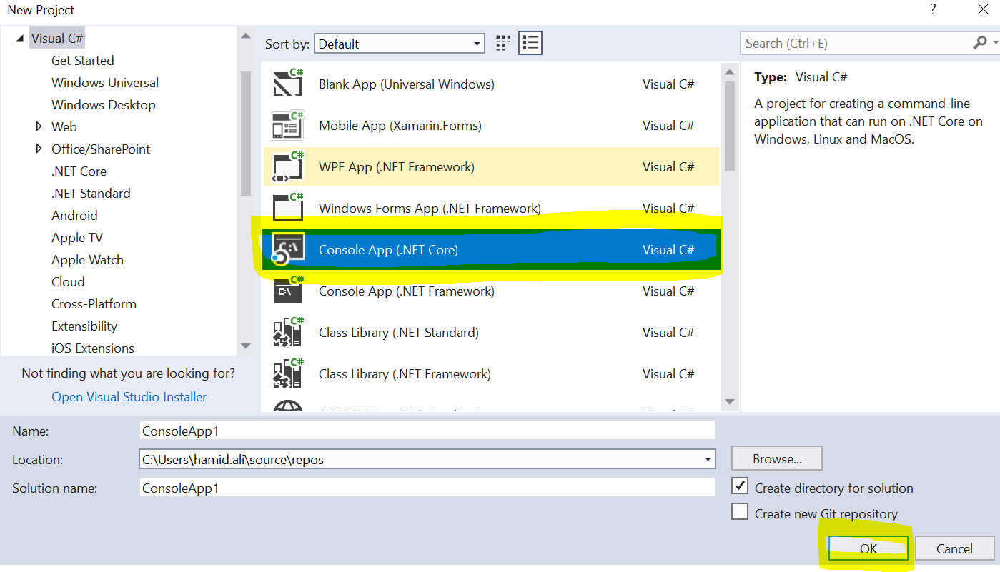 New Project
?
Visual C#
Get Started
Windows Universal
Windows Desktop
Web
Office/SharePoint
.NET Core
.NET Standard
Android
Apple TV
Apple Watch
Cloud
Cross-Platform
Extensibility
iOS Extensions
Not finding what you are looking for?
Open Visual Studio Installer
Sort by: Default
Search (Ctrl+E)
C# Blank App (Universal Windows) Visual C#
C# Mobile App (Xamarin.Forms) Visual C#
C# WPF App (.NET Framework) Visual C#
C# Windows Forms App (.NET Framework) Visual C#
C:\ Console App (.NET Core) Visual C#
C# C:\ Console App (.NET Framework) Visual C#
C# Class Library (.NET Standard) Visual C#
C# Class Library (.NET Framework) Visual C#
Type: Visual C#
A project for creating a command-line
application that can run on .NET Core on
Windows, Linux and MacOS.
Name: ConsoleApp1
Location: C:\Users\hamid.ali\source\repos
Browse...
Solution name: ConsoleApp1
Create directory for solution
Create new Git repository
OK Cancel